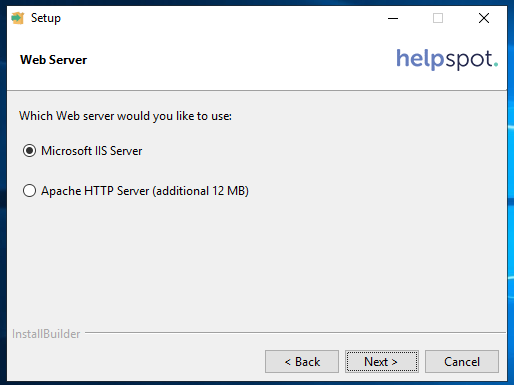 Setup
Web Server
helpspot.
Which Web server would you like to use:
Microsoft IIS Server
Apache HTTP Server (additional 12 MB)
InstallBuilder
< Back
Next >
Cancel